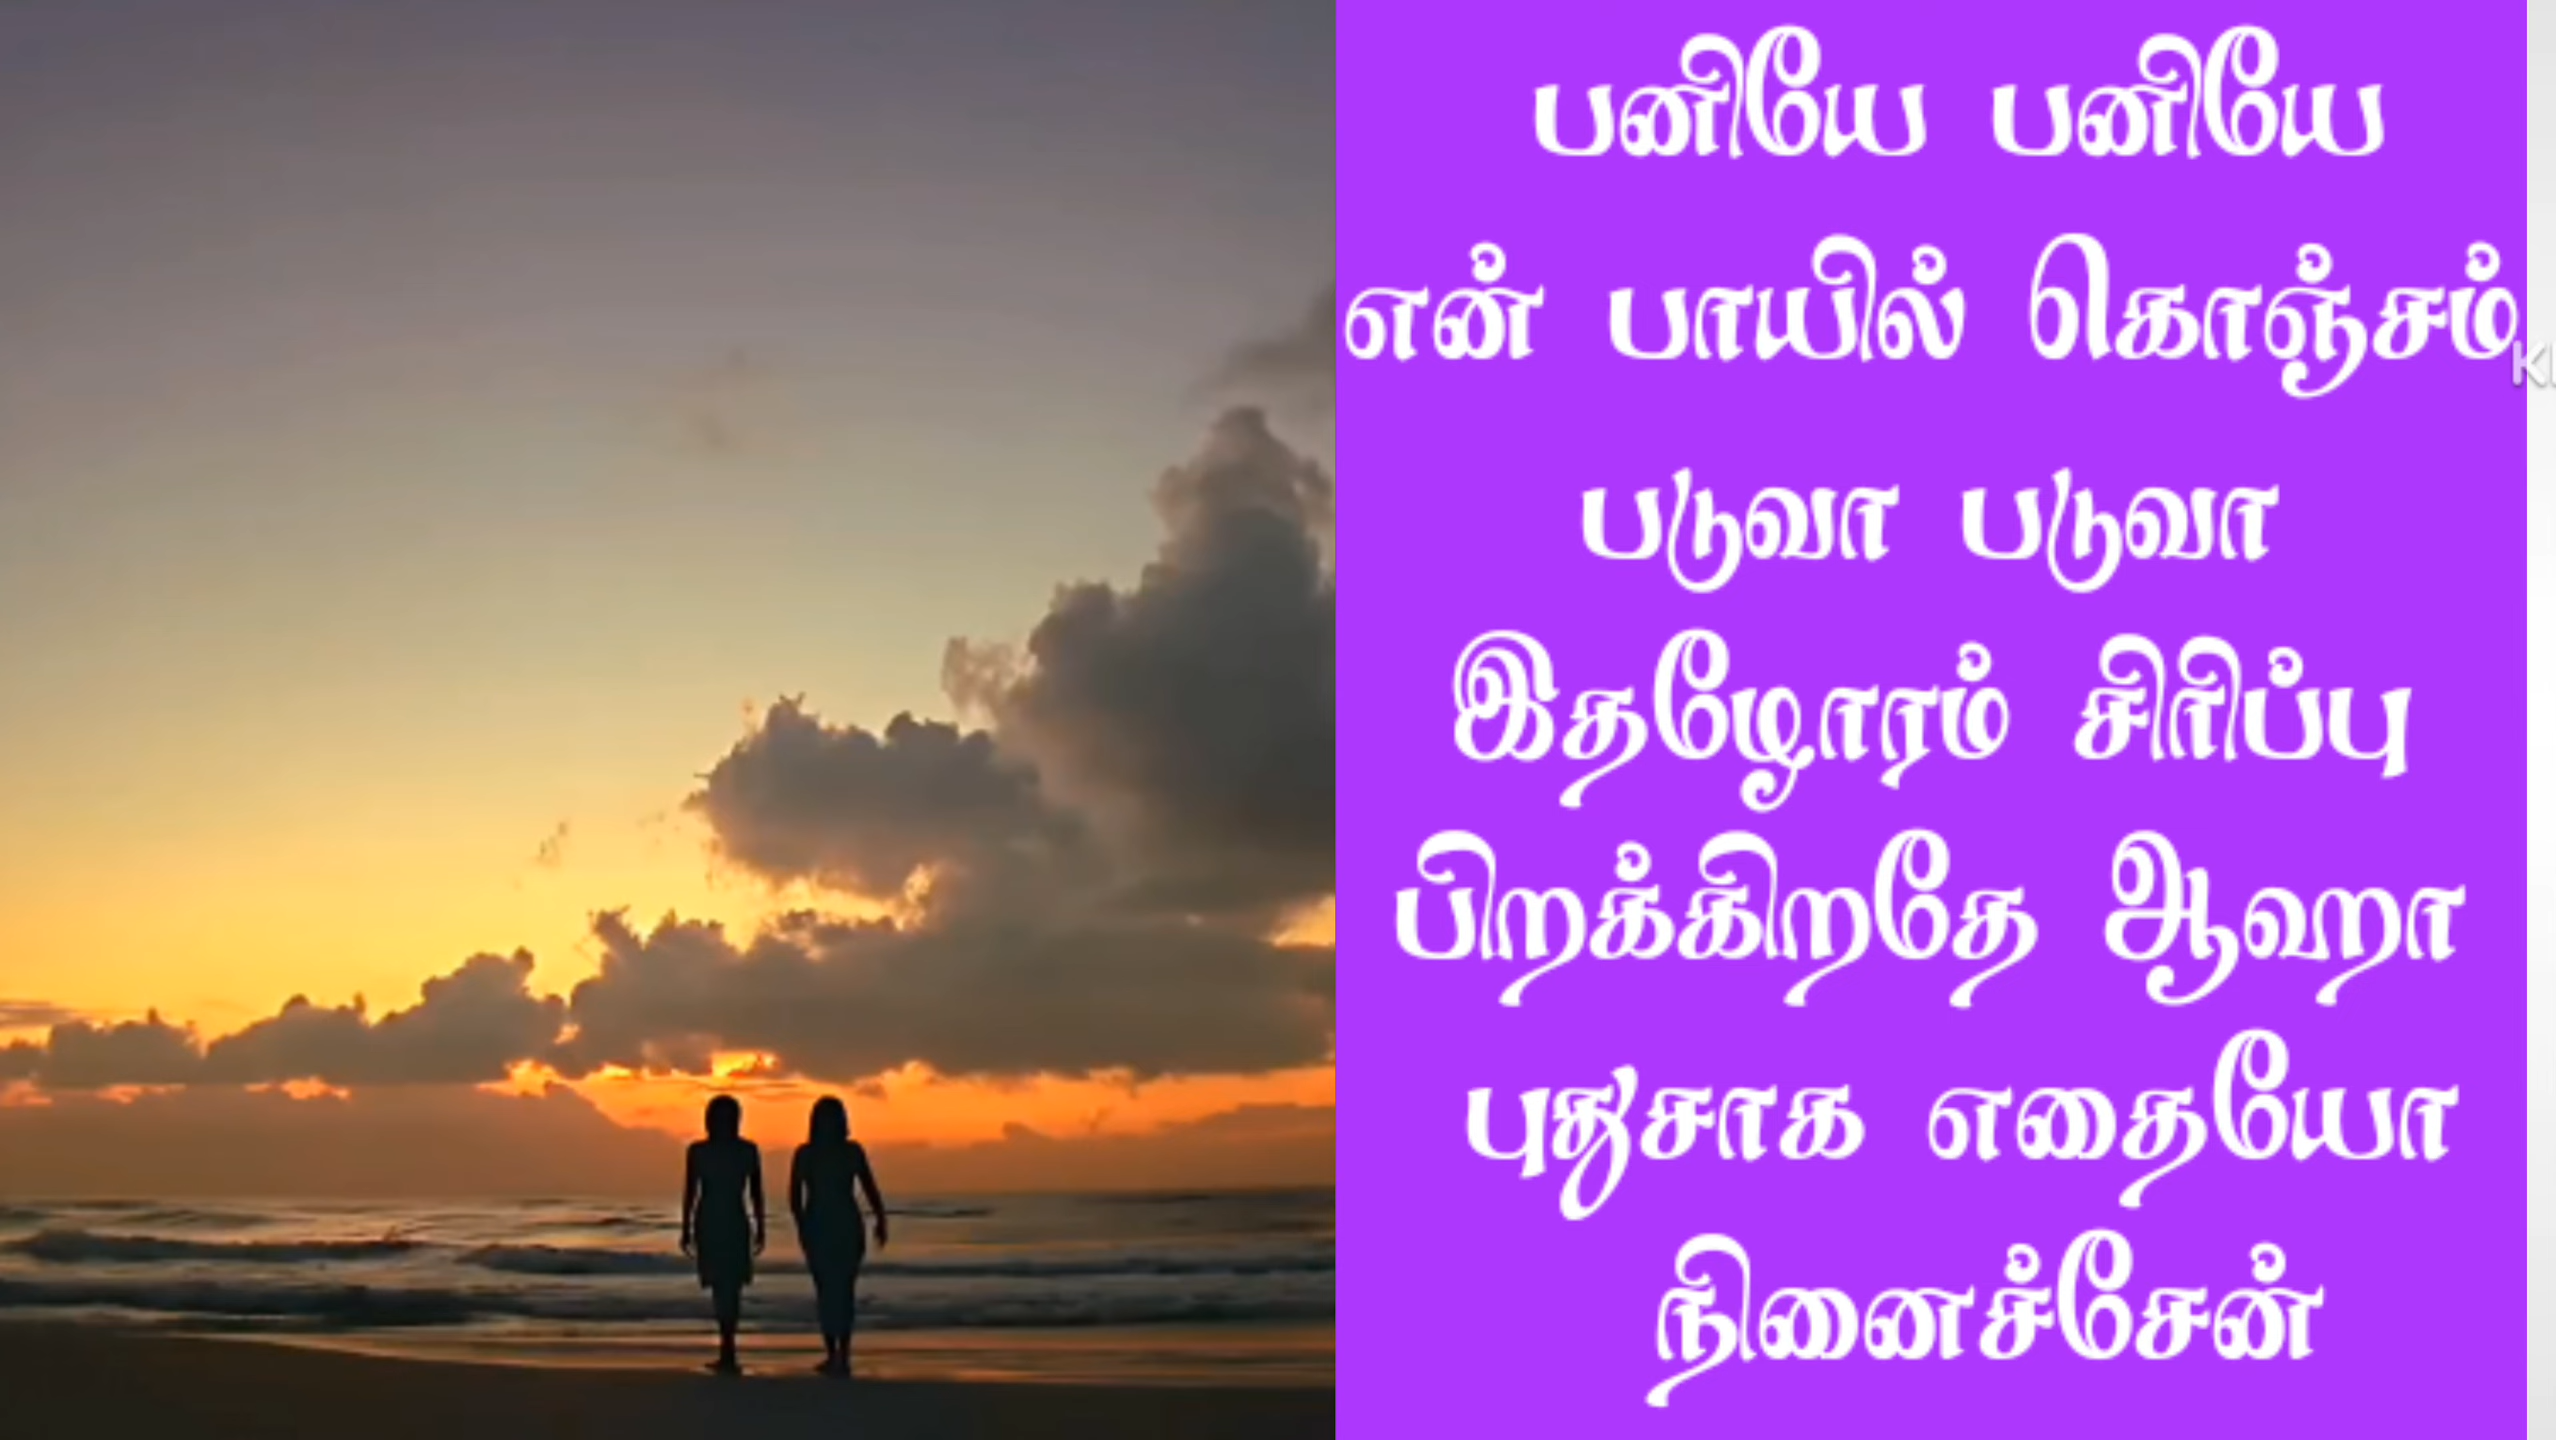 பனியே பனியே
என் பாயில் கொஞ்சம்
படுவா படுவா
இதழோரம் சிரிப்பு
பிறக்கிறதே ஆஹா
புதுசாக எதையோ
நினைச்சேன்